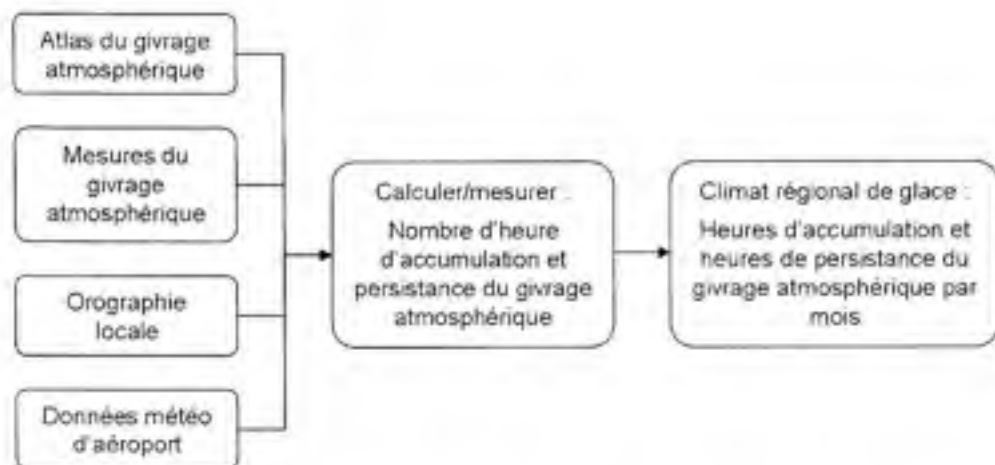 Atlas du givrage
atmosphérique
Mesures du
givrage
atmosphérique
Orographie
locale
Données météo
d'aéroport
Calculer/mesurer :
Nombre d'heure
d'accumulation et
persistance du givrage
atmosphérique
Climat régional de glace :
Heures d'accumulation et
heures de persistance du
givrage atmosphérique par
mois